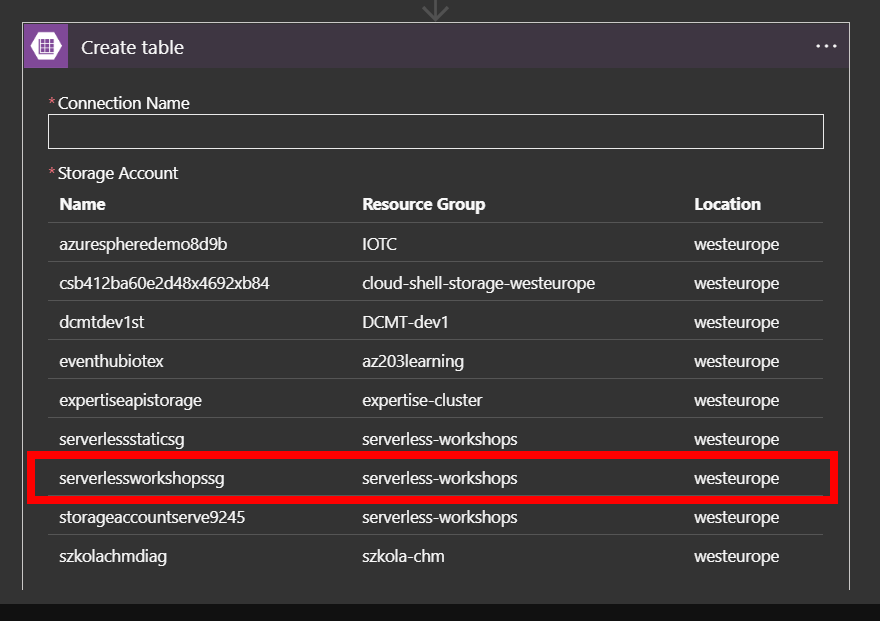 Create table
* Connection Name
* Storage Account
Name Resource Group Location
azurespheredemo8d9b IOTC westeurope
csb412ba60e2d48x4692xb84 cloud-shell-storage-westeurope westeurope
dcmtdev1st DCMT-dev1 westeurope
eventhubiotex az203learning westeurope
expertiseapistorage expertise-cluster westeurope
serverlessstaticsg serverless-workshops westeurope
serverlessworkshopssg serverless-workshops westeurope
storageaccountserve9245 serverless-workshops westeurope
szkolachmdiag szkola-chm westeurope